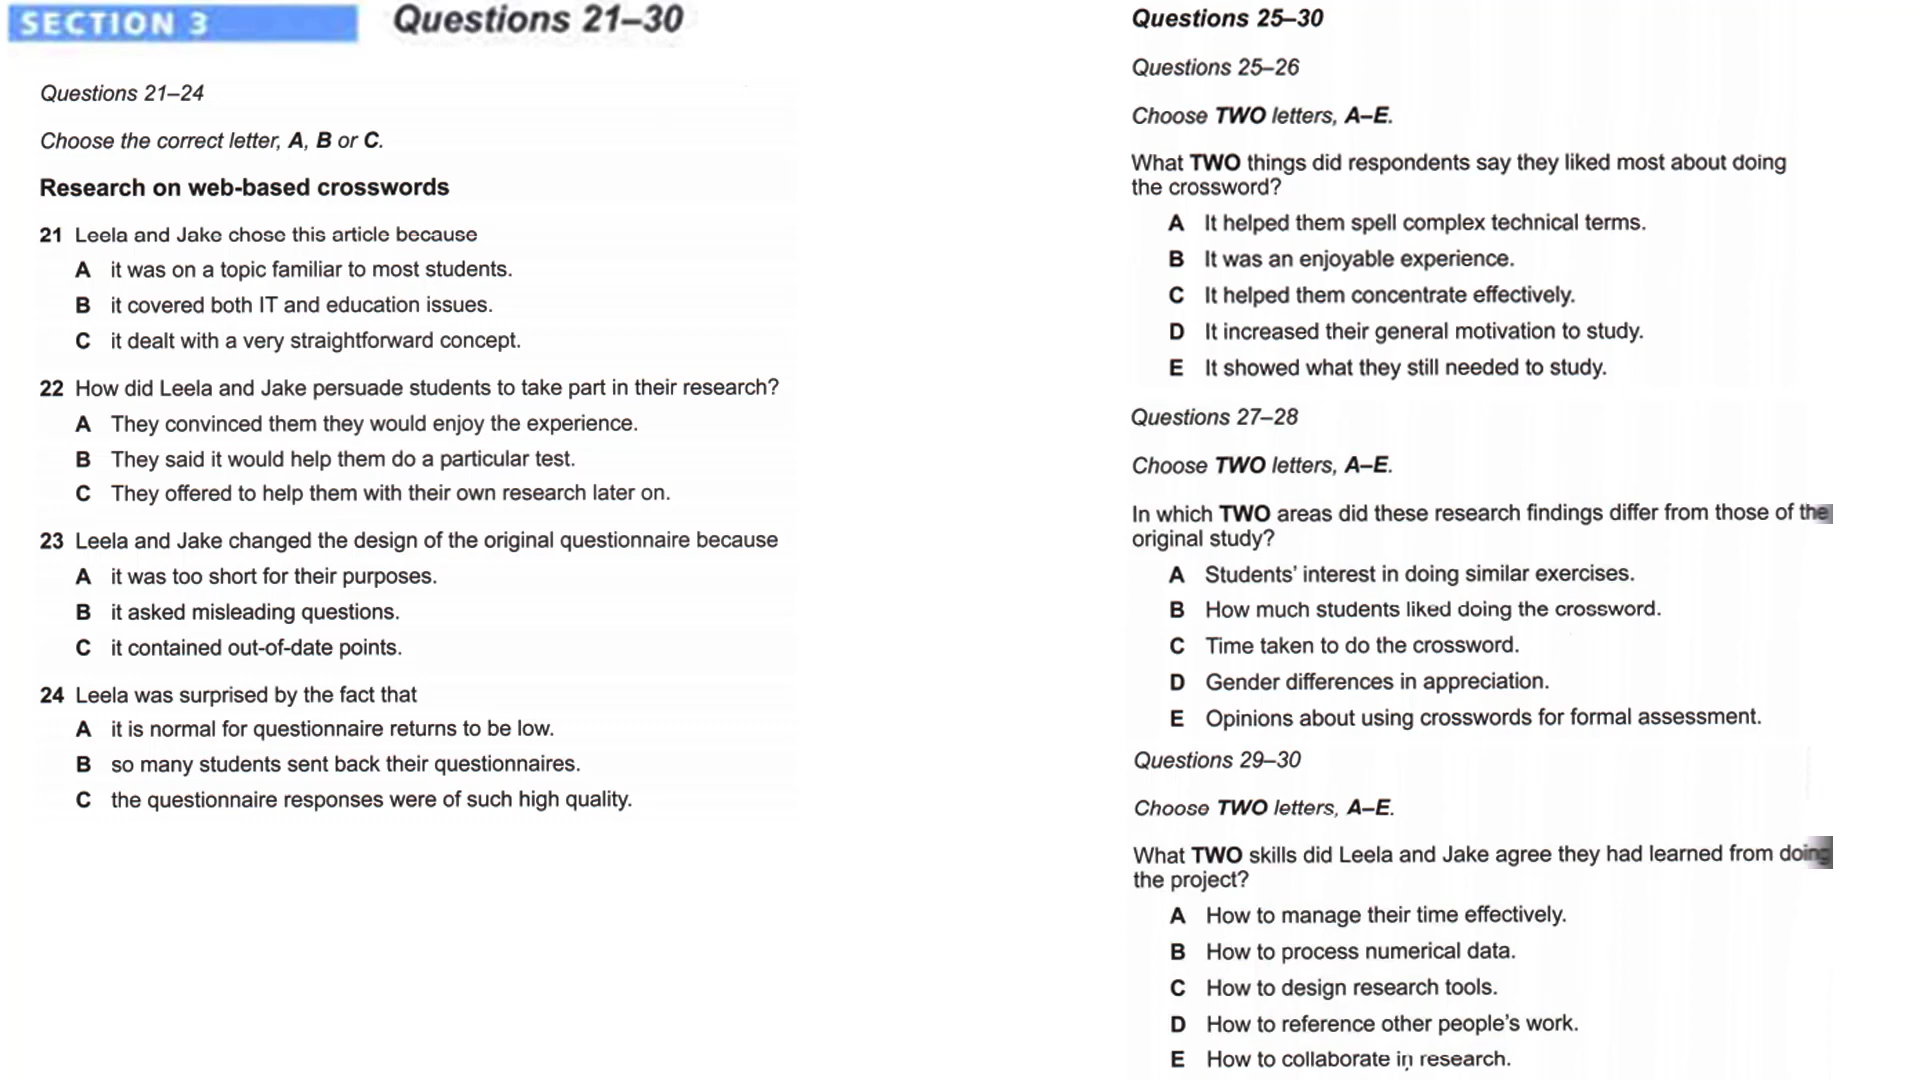 SECTION 3
Questions 21–30
Questions 21–24
Choose the correct letter, A, B or C.
Research on web-based crosswords
21 Leela and Jake chose this article because
A it was on a topic familiar to most students.
B it covered both IT and education issues.
C it dealt with a very straightforward concept.
22 How did Leela and Jake persuade students to take part in their research?
A They convinced them they would enjoy the experience.
B They said it would help them do a particular test.
C They offered to help them with their own research later on.
23 Leela and Jake changed the design of the original questionnaire because
A it was too short for their purposes.
B it asked misleading questions.
C it contained out-of-date points.
24 Leela was surprised by the fact that
A it is normal for questionnaire returns to be low.
B so many students sent back their questionnaires.
C the questionnaire responses were of such high quality.
Questions 25–30
Questions 25–26
Choose TWO letters, A–E.
What TWO things did respondents say they liked most about doing
the crossword?
A It helped them spell complex technical terms.
B It was an enjoyable experience.
C It helped them concentrate effectively.
D It increased their general motivation to study.
E It showed what they still needed to study.
Questions 27–28
Choose TWO letters, A–E.
In which TWO areas did these research findings differ from those of the
original study?
A Students' interest in doing similar exercises.
B How much students liked doing the crossword.
C Time taken to do the crossword.
D Gender differences in appreciation.
E Opinions about using crosswords for formal assessment.
Questions 29–30
Choose TWO letters, A–E.
What TWO skills did Leela and Jake agree they had learned from doing
the project?
A How to manage their time effectively.
B How to process numerical data.
C How to design research tools.
D How to reference other people's work.
E How to collaborate in research.